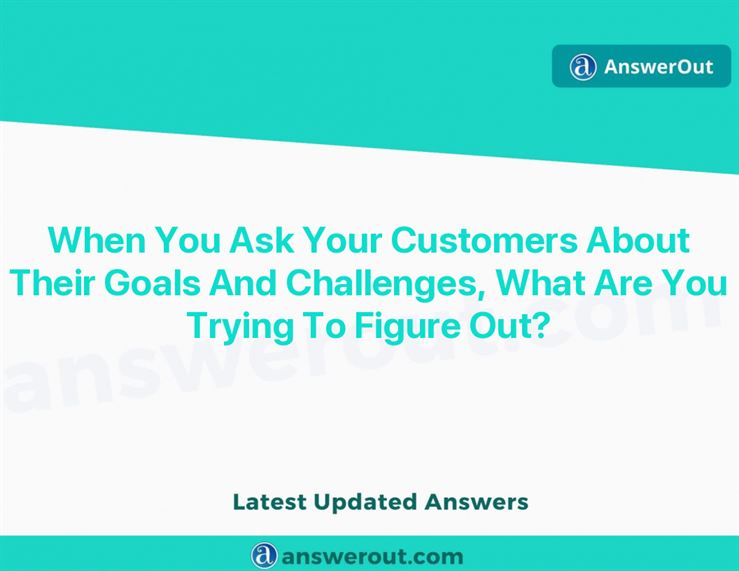 AnswerOut
When You Ask Your Customers About
Their Goals And Challenges, What Are You
Trying To Figure Out?
answerout.com
Latest Updated Answers
answerout.com